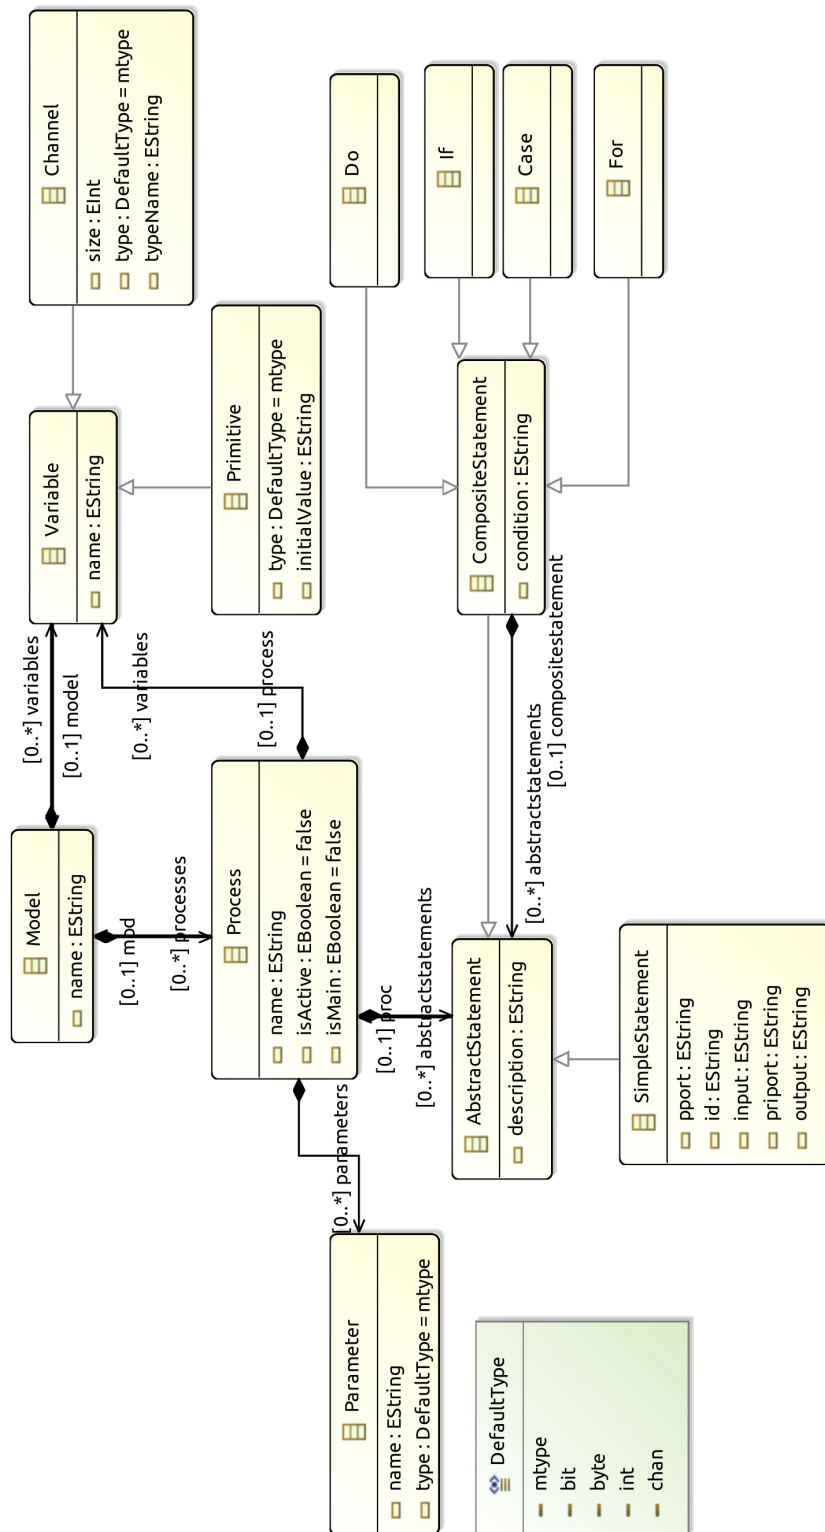 Model
name : EString
[0..*] variables
[0..1] model
Variable
name : EString
Channel
size : EInt
type : DefaultType = mtype
typeName : EString
[0..1] mod
[0..*] processes
[0..*] variables
[0..1] process
Process
name : EString
isActive : EBoolean = false
isMain : EBoolean = false
Primitive
type : DefaultType = mtype
initialValue : EString
[0..*] parameters
Parameter
name : EString
type : DefaultType = mtype
[0..1] proc
[0..*] abstractstatements
Do
If
Case
For
AbstractStatement
description : EString
CompositeStatement
condition : EString
[0..*] abstractstatements
[0..1] compositestatement
DefaultType
mtype
bit
byte
int
chan
SimpleStatement
pport : EString
id : EString
input : EString
priport : EString
output : EString